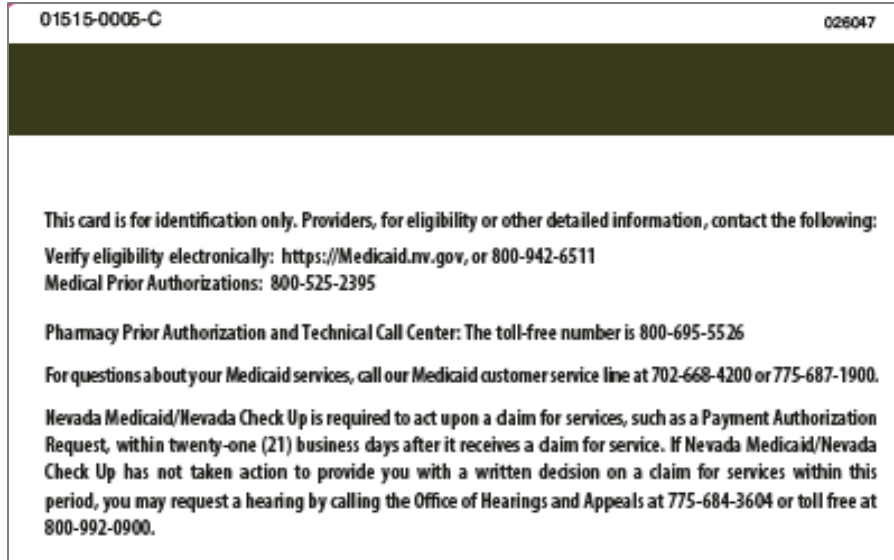 01515-0005-C
026047
This card is for identification only. Providers, for eligibility or other detailed information, contact the following:
Verify eligibility electronically: https://Medicaid.nv.gov, or 800-942-6511
Medical Prior Authorizations: 800-525-2395
Pharmacy Prior Authorization and Technical Call Center: The toll-free number is 800-695-5526
For questions about your Medicaid services, call our Medicaid customer service line at 702-668-4200 or 775-687-1900.
Nevada Medicaid/Nevada Check Up is required to act upon a claim for services, such as a Payment Authorization
Request, within twenty-one (21) business days after it receives a claim for service. If Nevada Medicaid/Nevada
Check Up has not taken action to provide you with a written decision on a claim for services within this
period, you may request a hearing by calling the Office of Hearings and Appeals at 775-684-3604 or toll free at
800-992-0900.